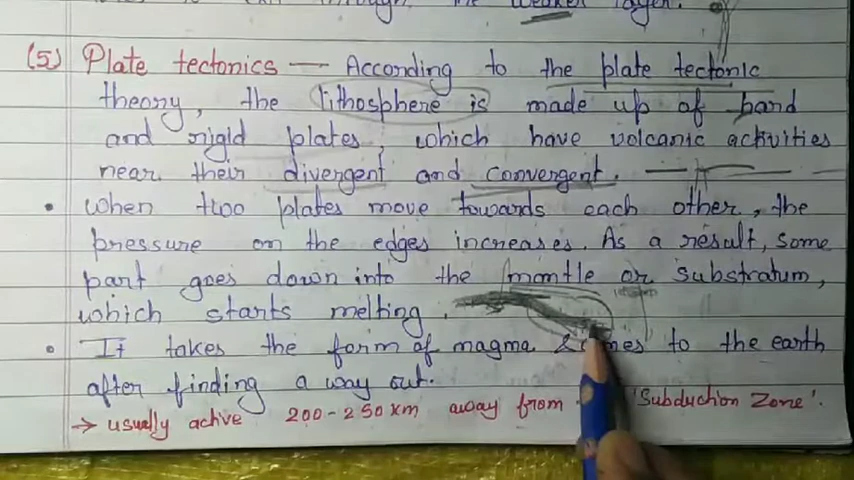 through the weaker layer.
(5) Plate tectonics — According to the plate tectonic
theory, the lithosphere is made up of hard
and rigid plates, which have volcanic activities
near their divergent and convergent.
• when two plates move towards each other, the
pressure on the edges increases. As a result, some
part goes down into the mantle or substratum,
which starts melting.
• It takes the form of magma & comes to the earth
after finding a way out.
→ usually active 200-250 km away from 'Subduction Zone'.